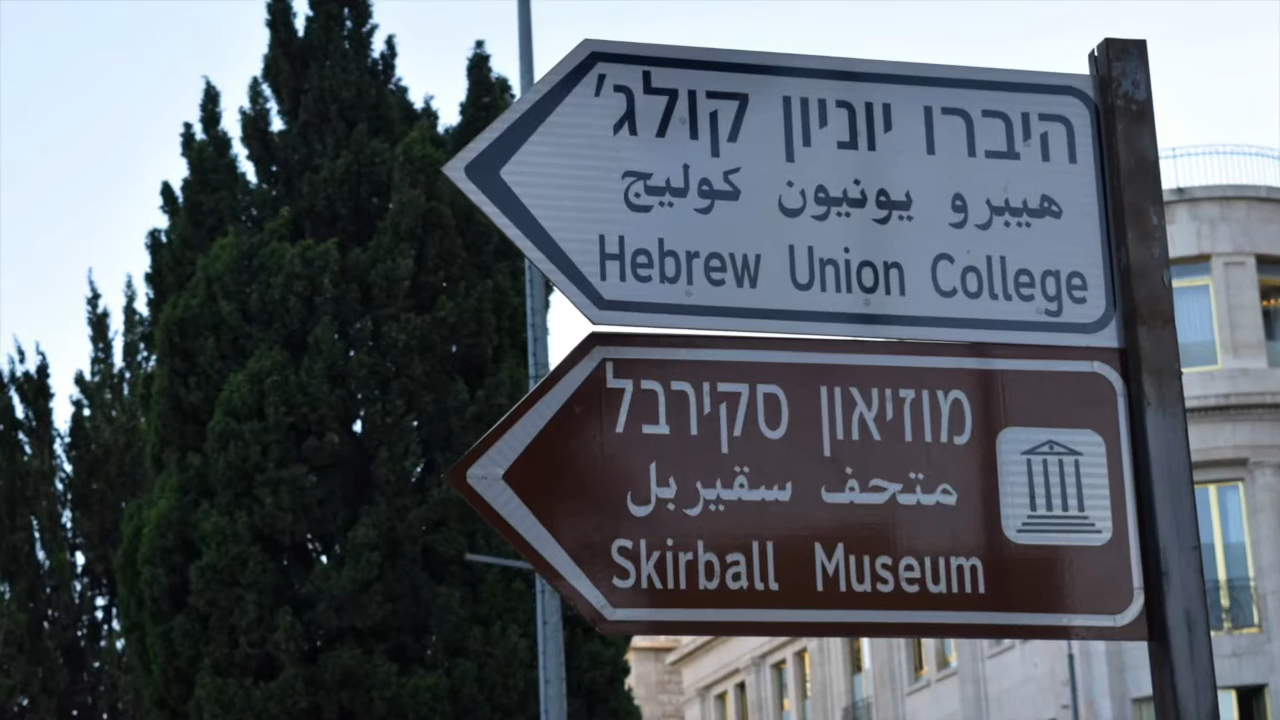 היברו יוניון קולג'
هيبرو يونيون كوليج
Hebrew Union College
מוזיאון סקירבל
متحف سقيربل
Skirball Museum